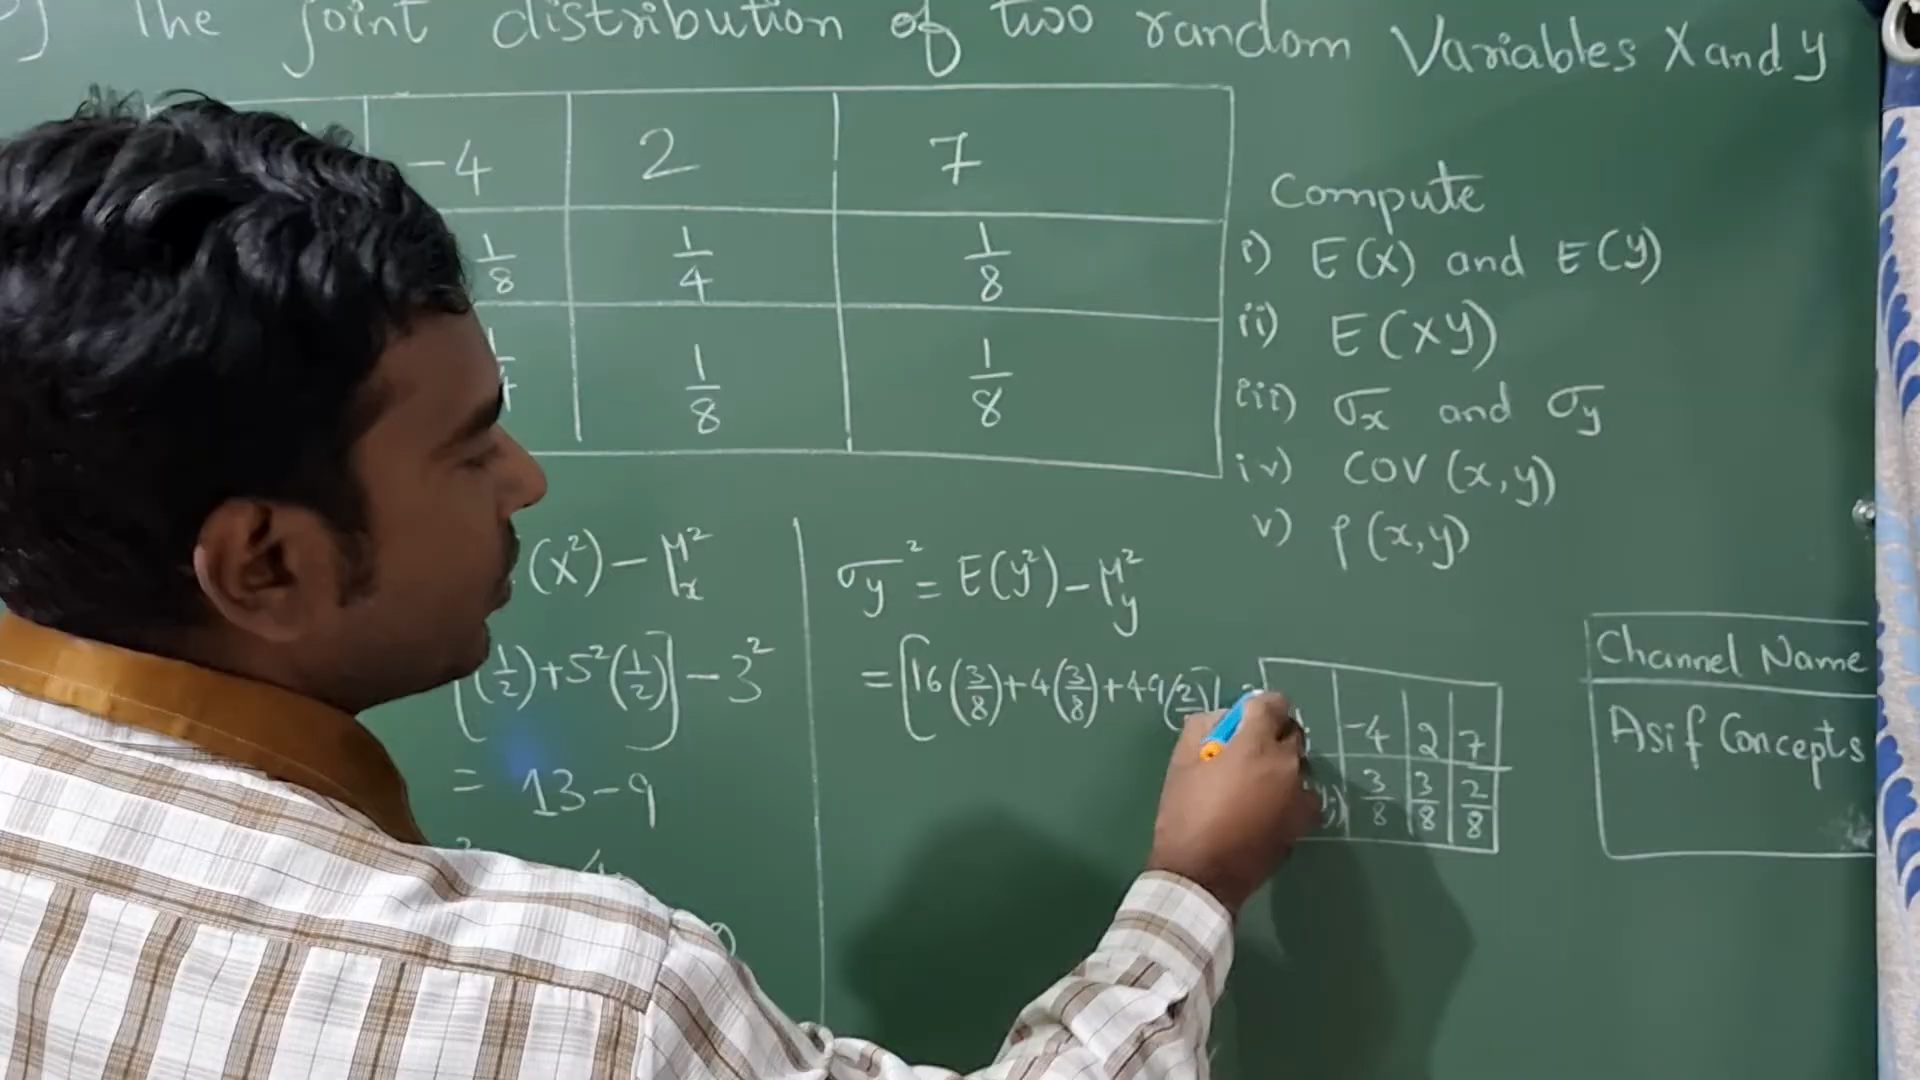 The joint distribution of two random Variables X and y
-4 2 7
1/8 1/4 1/8
1/8 1/8
Compute
i) E(X) and E(y)
ii) E(XY)
iii) σx and σy
iv) COV(x,y)
v) ρ(x,y)
(X²) - μx²
(1/2) + 5²(1/2)] - 3²
= 13 - 9
σy² = E(y²) - μy²
= [16(3/8) + 4(3/8) + 49(2/
-4 2 7
3/8 3/8 2/8
Channel Name
Asif Concepts